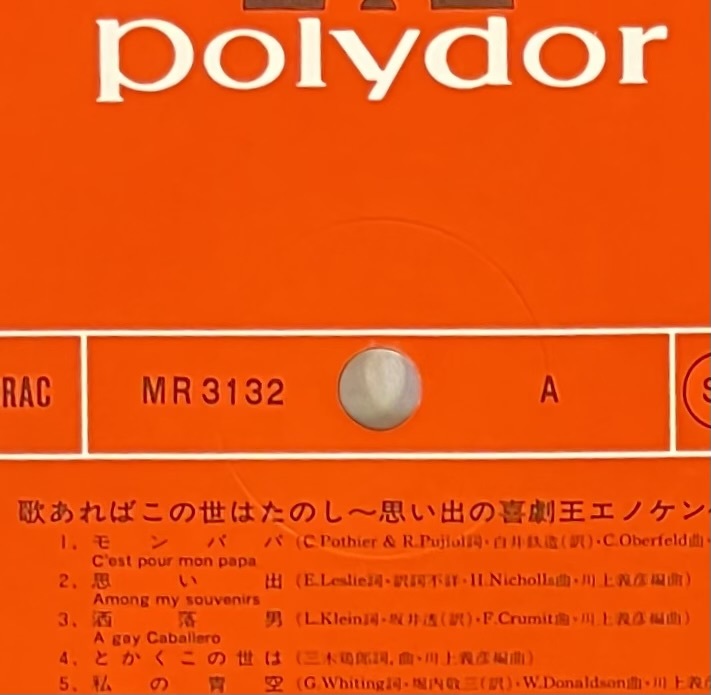 polydor
RAC MR 3132 A S
歌あればこの世はたのし〜思い出の喜劇王エノケン
1. モンパパ (C.Pothier & R.Pujiol詞・白井鉄造(訳)・C.Oberfeld曲・
C'est pour mon papa
2. 思い出 (E.Leslie詞・訳詞不詳・H.Nicholls曲・川上義彦編曲)
Among my souvenirs
3. 洒落男 (L.Klein詞・坂井透(訳)・F.Crumit曲・川上義彦編曲)
A gay Caballero
4. とかくこの世は (三木鶏郎詞,曲・川上義彦編曲)
5. 私の青空 (G.Whiting詞・堀内敬三(訳)・W.Donaldson曲・川上義